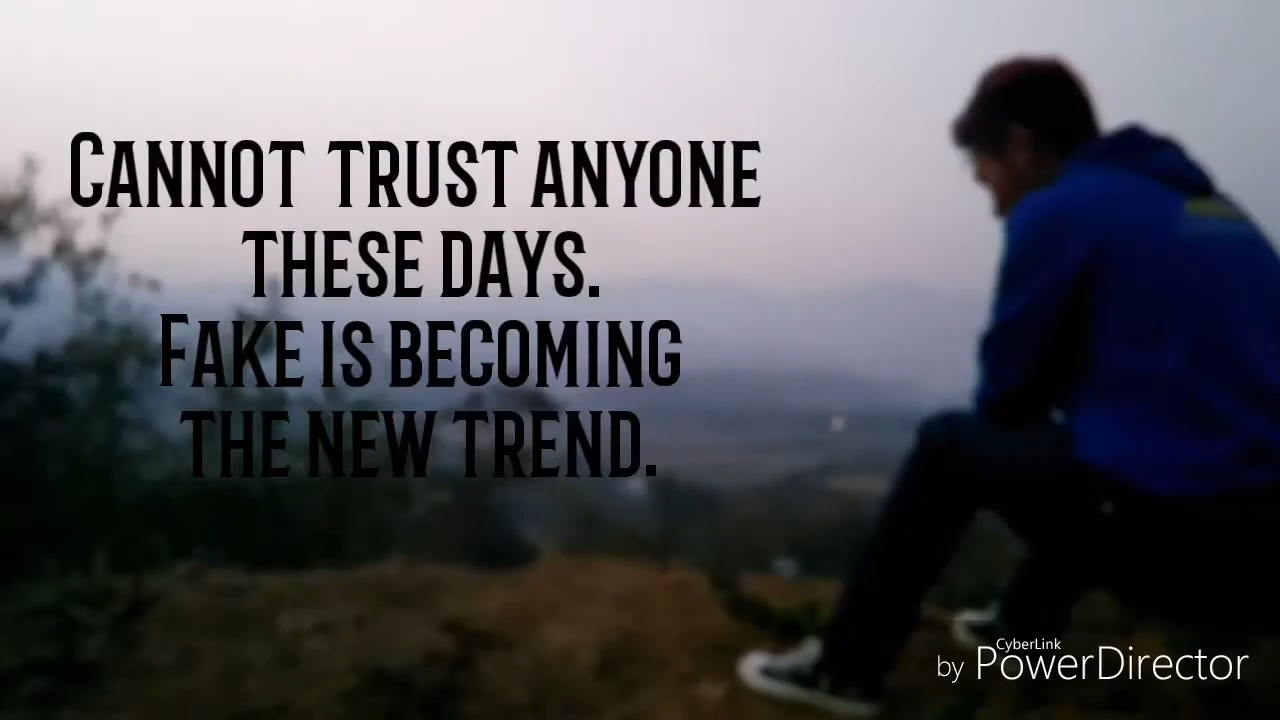 Cannot trust anyone
these days.
Fake is becoming
the new trend.
CyberLink
by PowerDirector